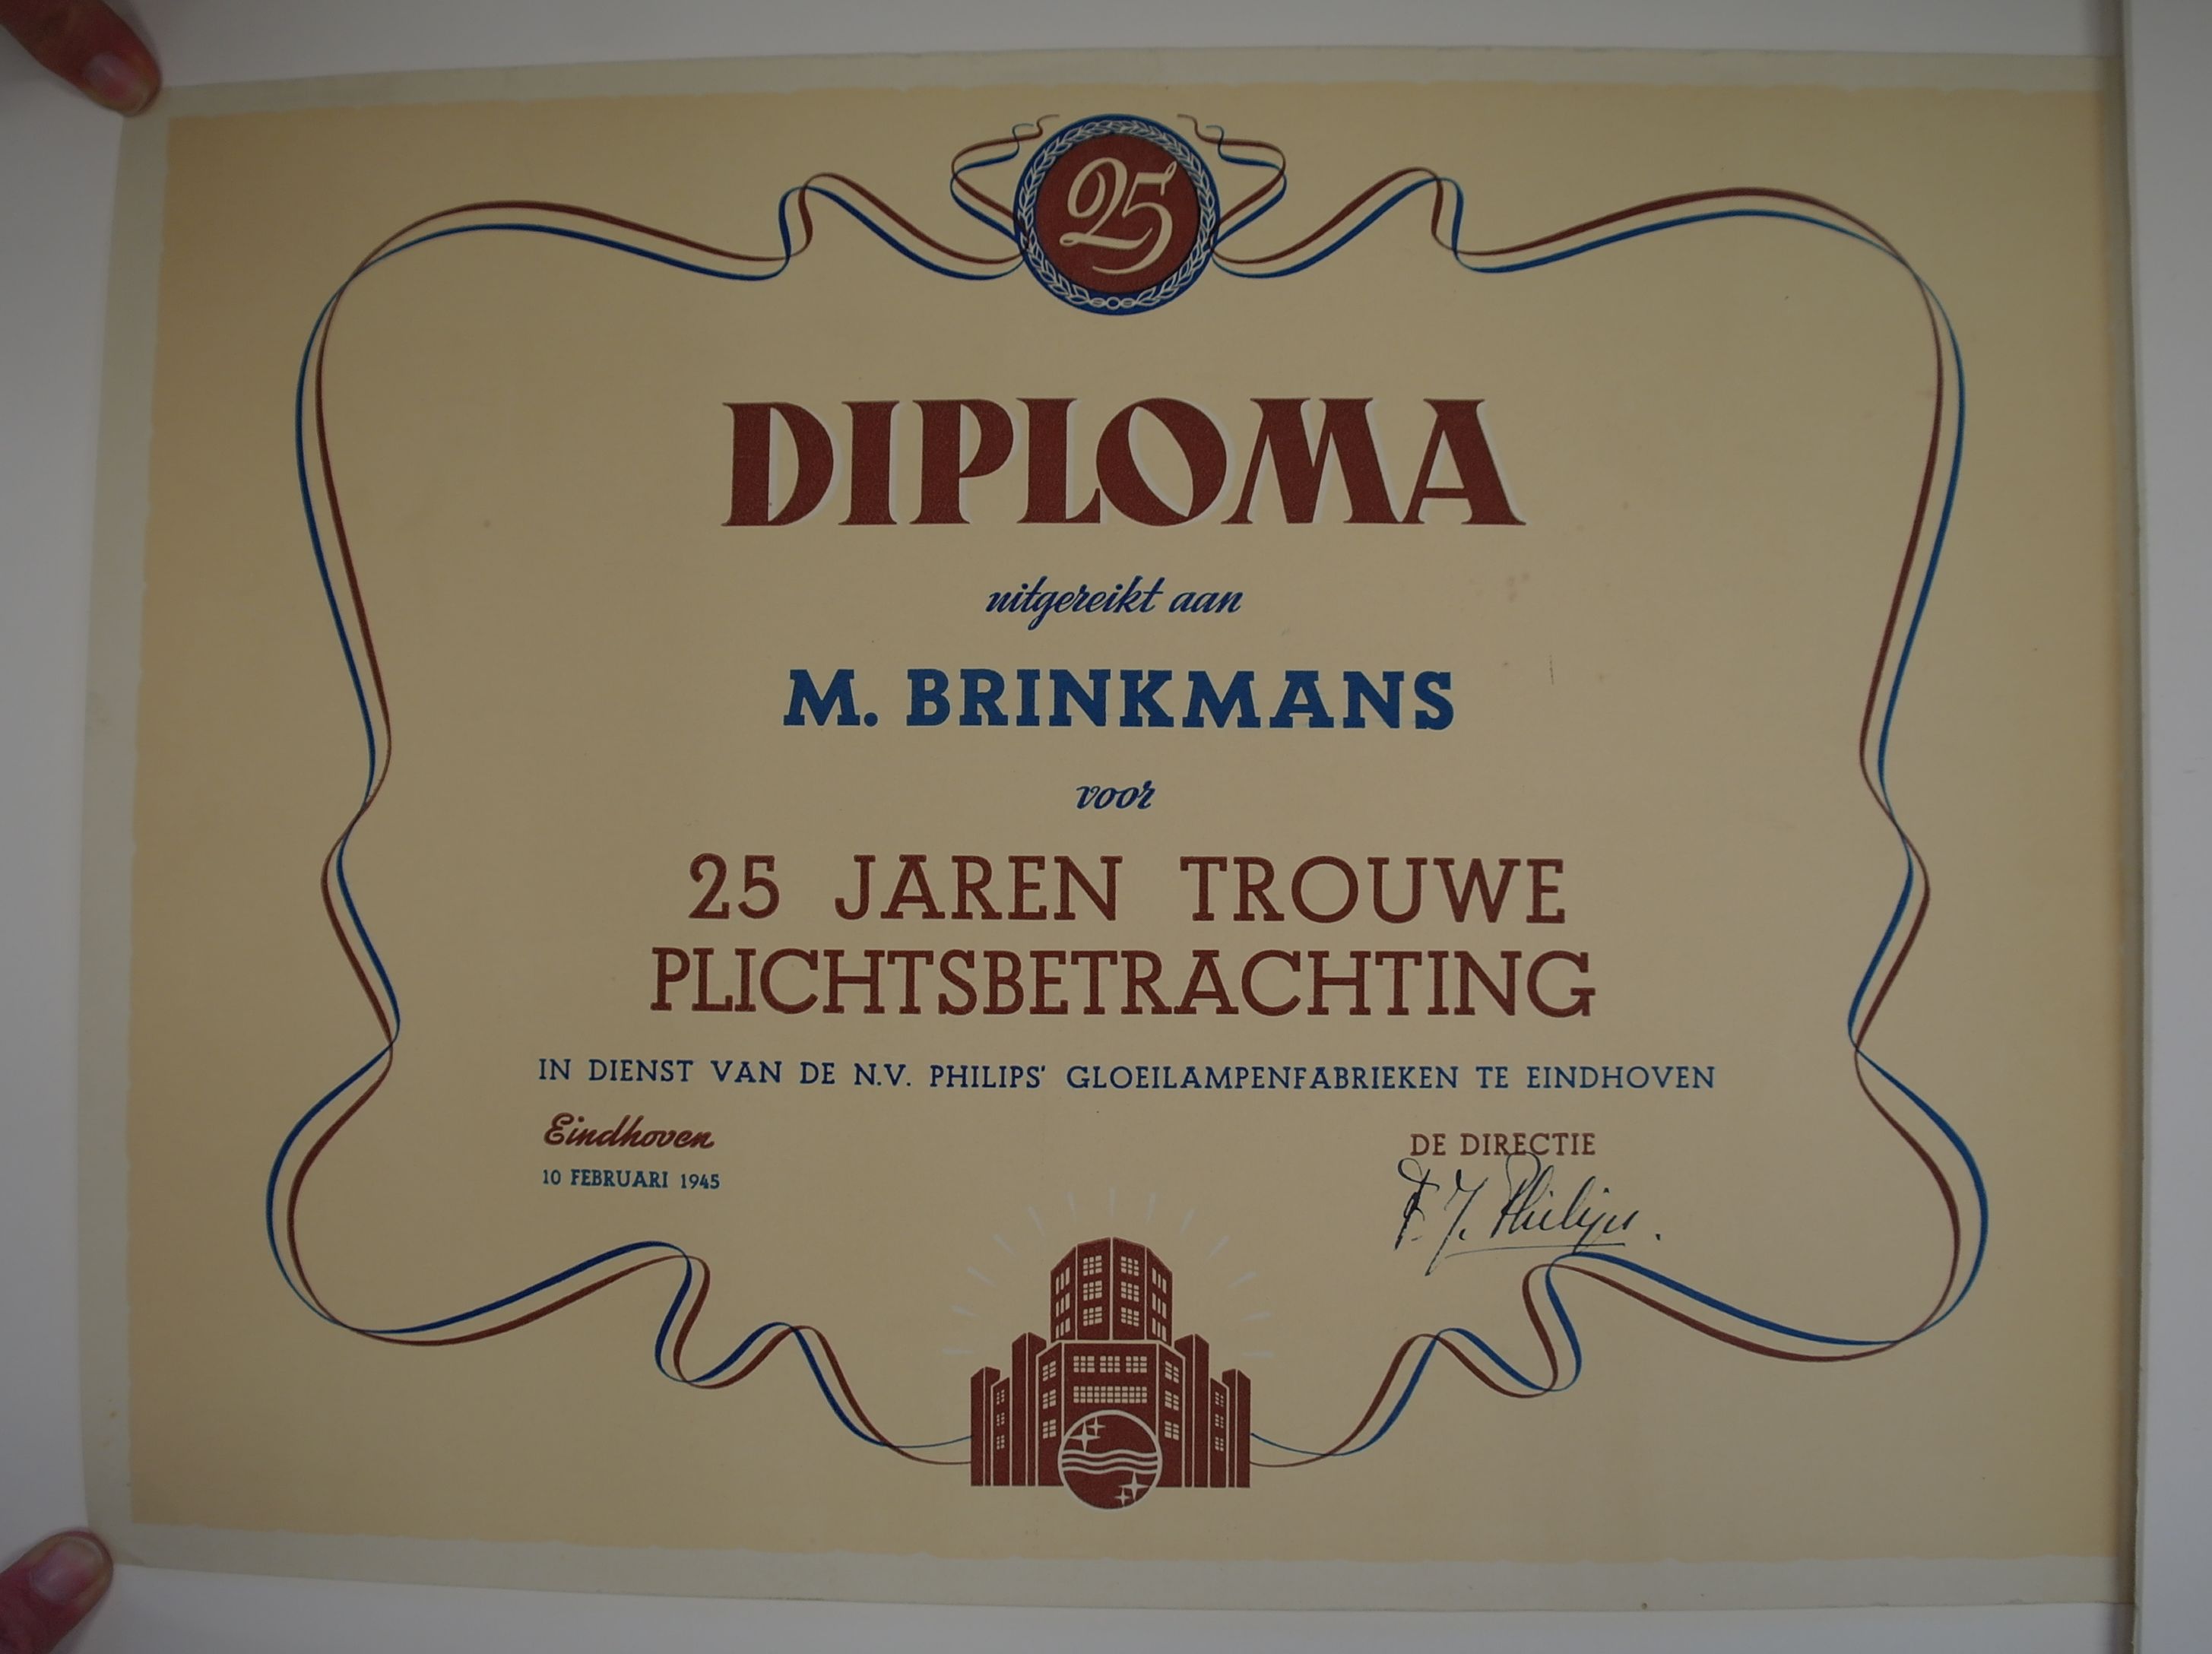 25
DIPLOMA
uitgereikt aan
M. BRINKMANS
voor
25 JAREN TROUWE
PLICHTSBETRACHTING
IN DIENST VAN DE N.V. PHILIPS' GLOEILAMPENFABRIEKEN TE EINDHOVEN
Eindhoven
10 FEBRUARI 1945
DE DIRECTIE
F. J. Philips.